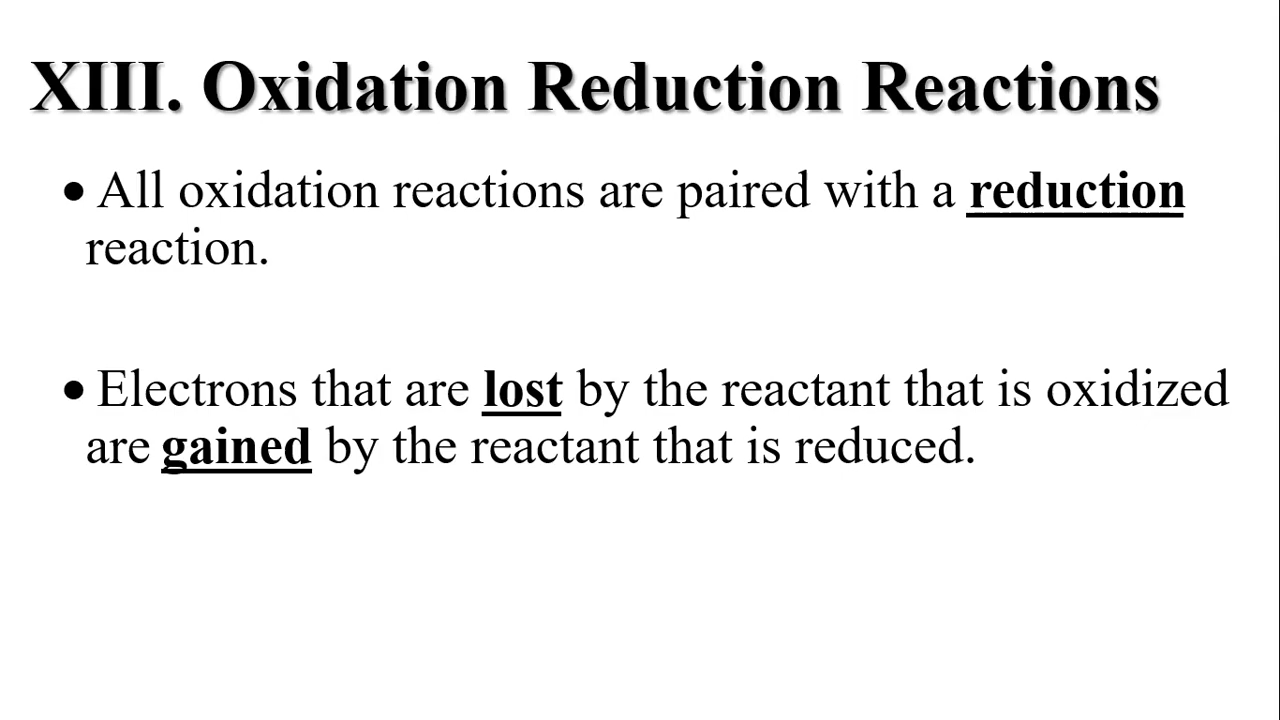 XIII. Oxidation Reduction Reactions
• All oxidation reactions are paired with a reduction
reaction.
• Electrons that are lost by the reactant that is oxidized
are gained by the reactant that is reduced.